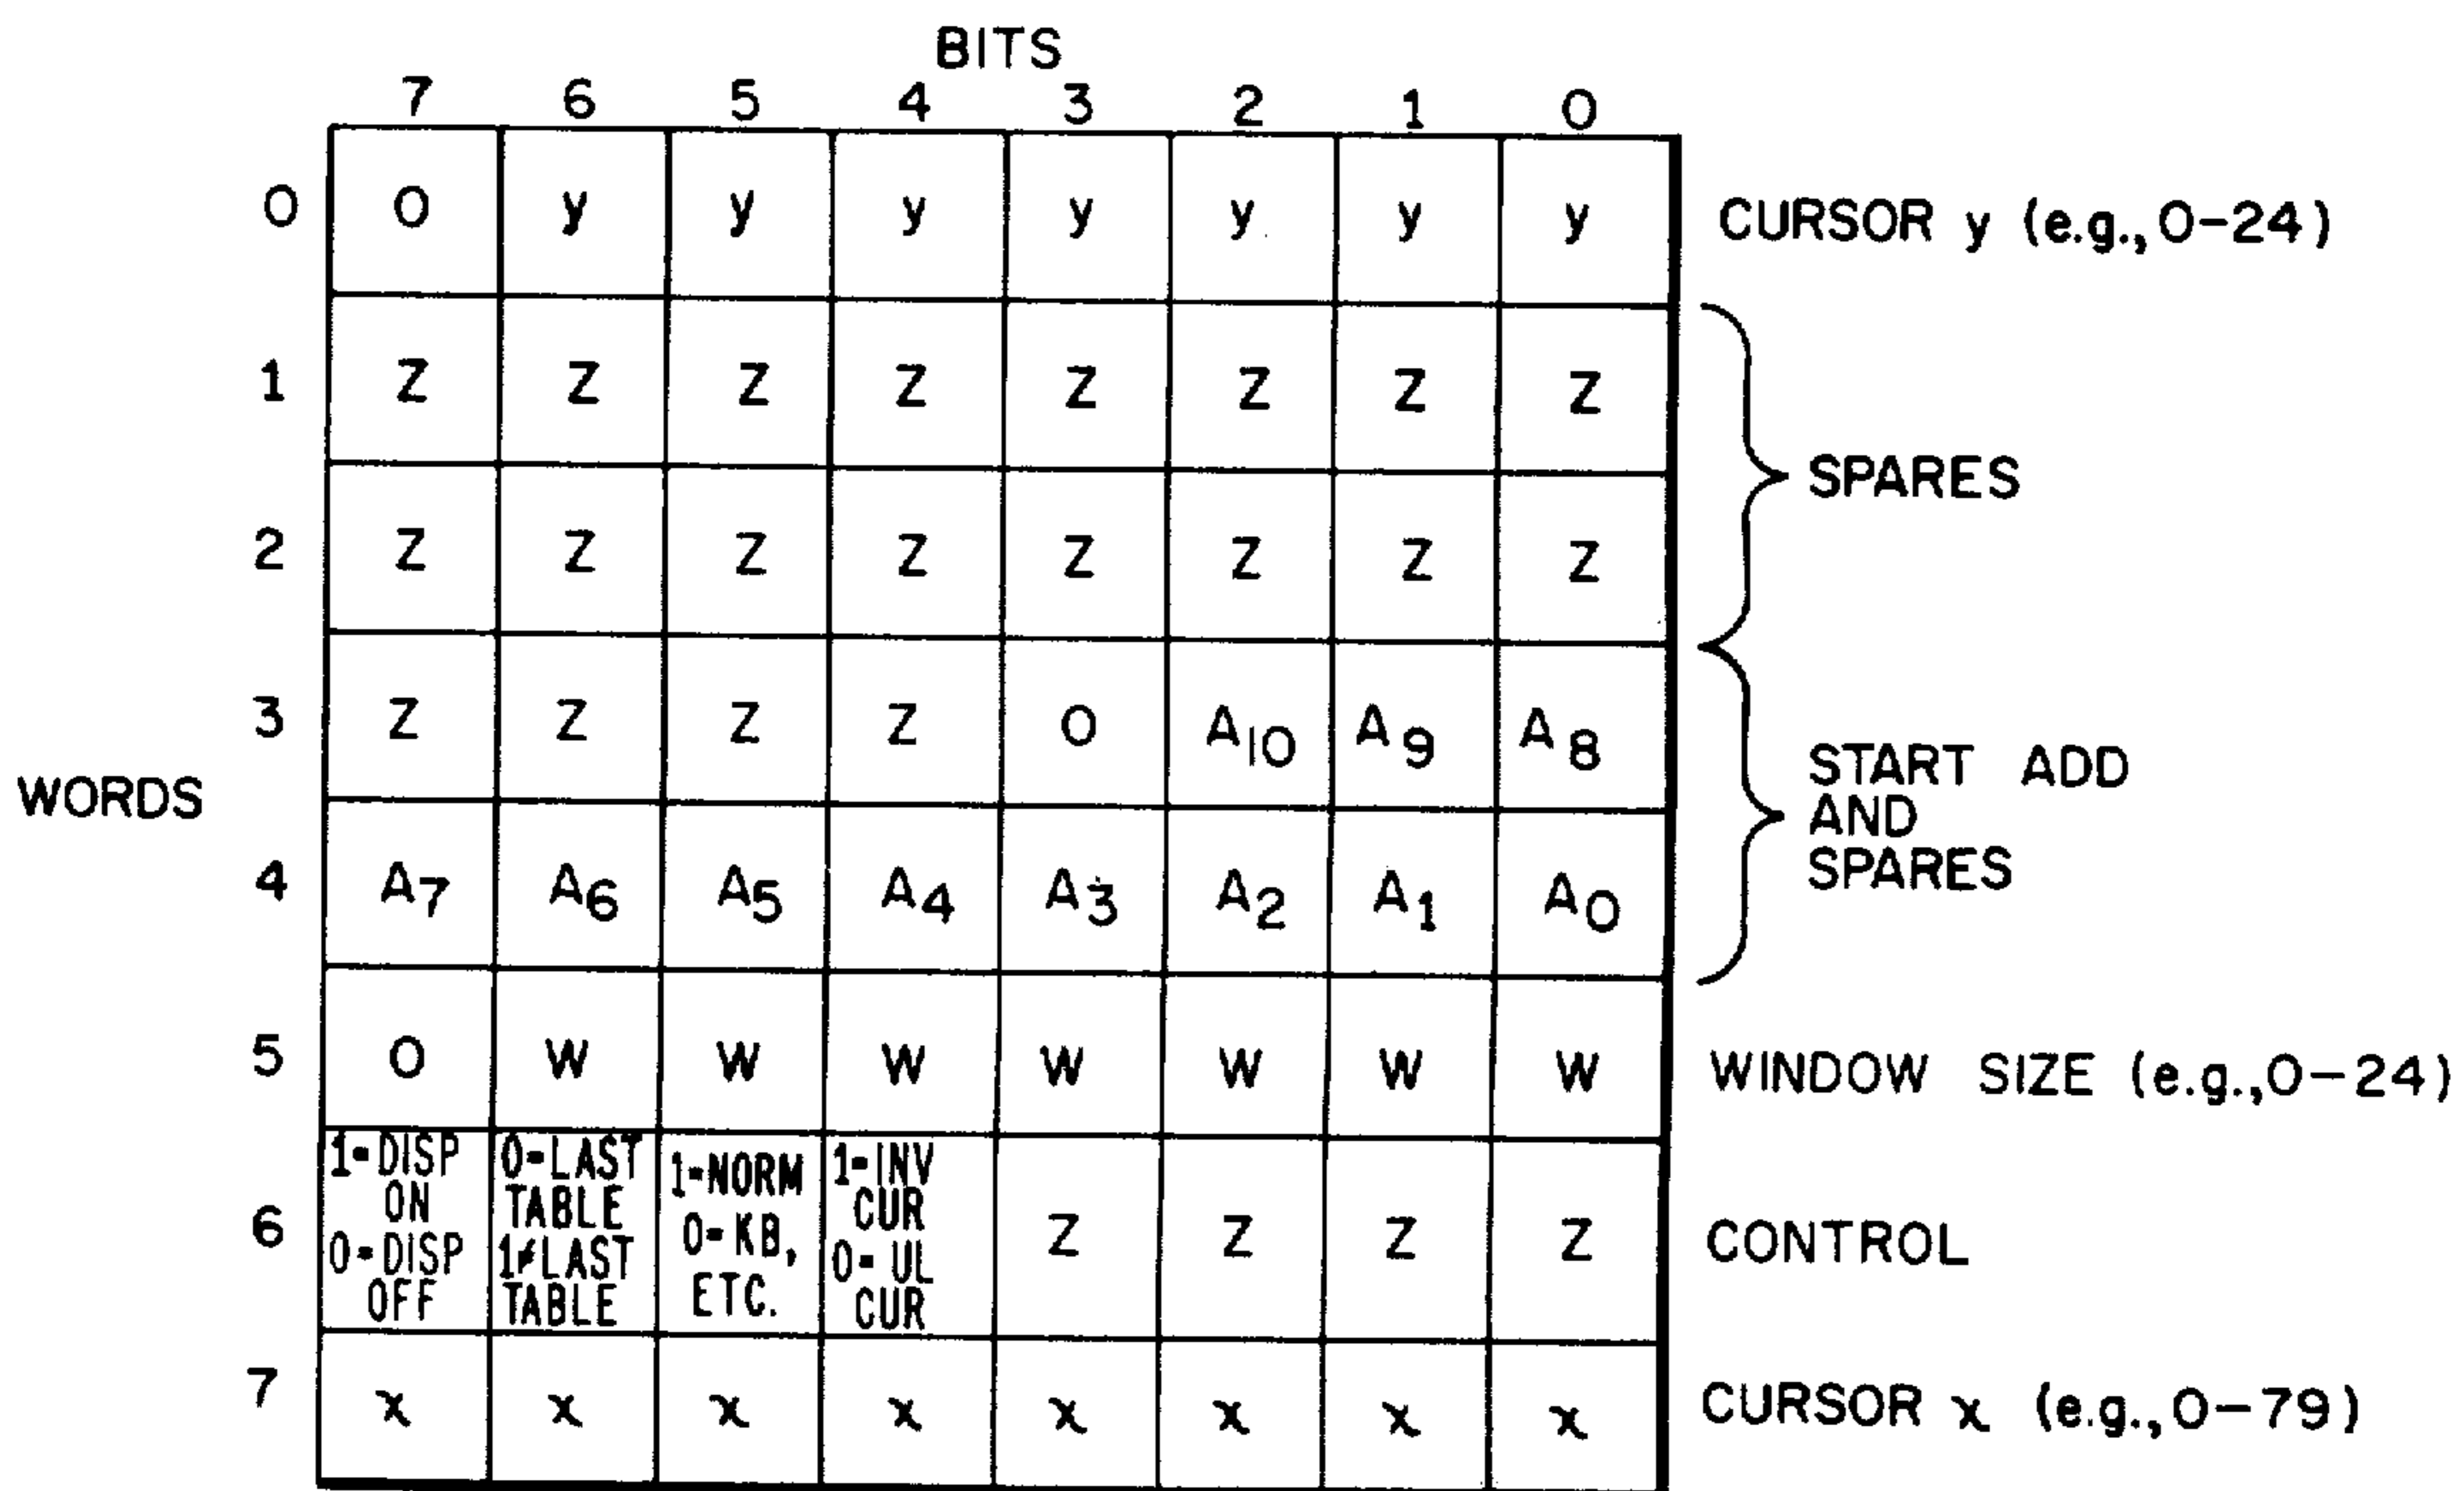 BITS
7 6 5 4 3 2 1 0
0 0 y y y y y y y CURSOR y (e.g., 0-24)
1 Z Z Z Z Z Z Z Z
SPARES
2 Z Z Z Z Z Z Z Z
3 Z Z Z Z 0 A10 A9 A8
WORDS
START ADD
AND
SPARES
4 A7 A6 A5 A4 A3 A2 A1 A0
5 0 W W W W W W W WINDOW SIZE (e.g., 0-24)
6
1=DISP
ON
0=DISP
OFF
0=LAST
TABLE
1≠LAST
TABLE
1=NORM
0=KB,
ETC.
1=INV
CUR
0=UL
CUR
Z Z Z Z CONTROL
7 x x x x x x x x CURSOR x (e.g., 0-79)